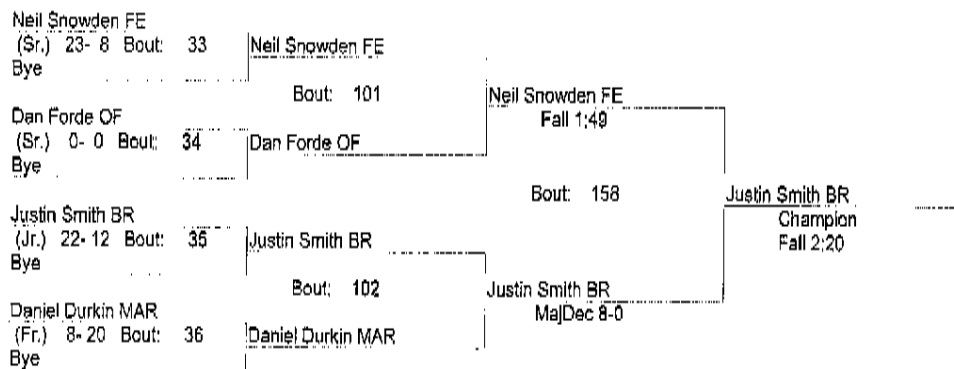 Neil Snowden FE
(Sr.) 23- 8 Bout: 33
Bye
Neil Snowden FE
Bout: 101
Dan Forde OF
(Sr.) 0- 0 Bout: 34
Bye
Dan Forde OF
Neil Snowden FE
Fall 1:49
Bout: 158
Justin Smith BR
(Jr.) 22- 12 Bout: 35
Bye
Justin Smith BR
Bout: 102
Daniel Durkin MAR
(Fr.) 8- 20 Bout: 36
Bye
Daniel Durkin MAR
Justin Smith BR
MajDec 8-0
Justin Smith BR
Champion
Fall 2:20